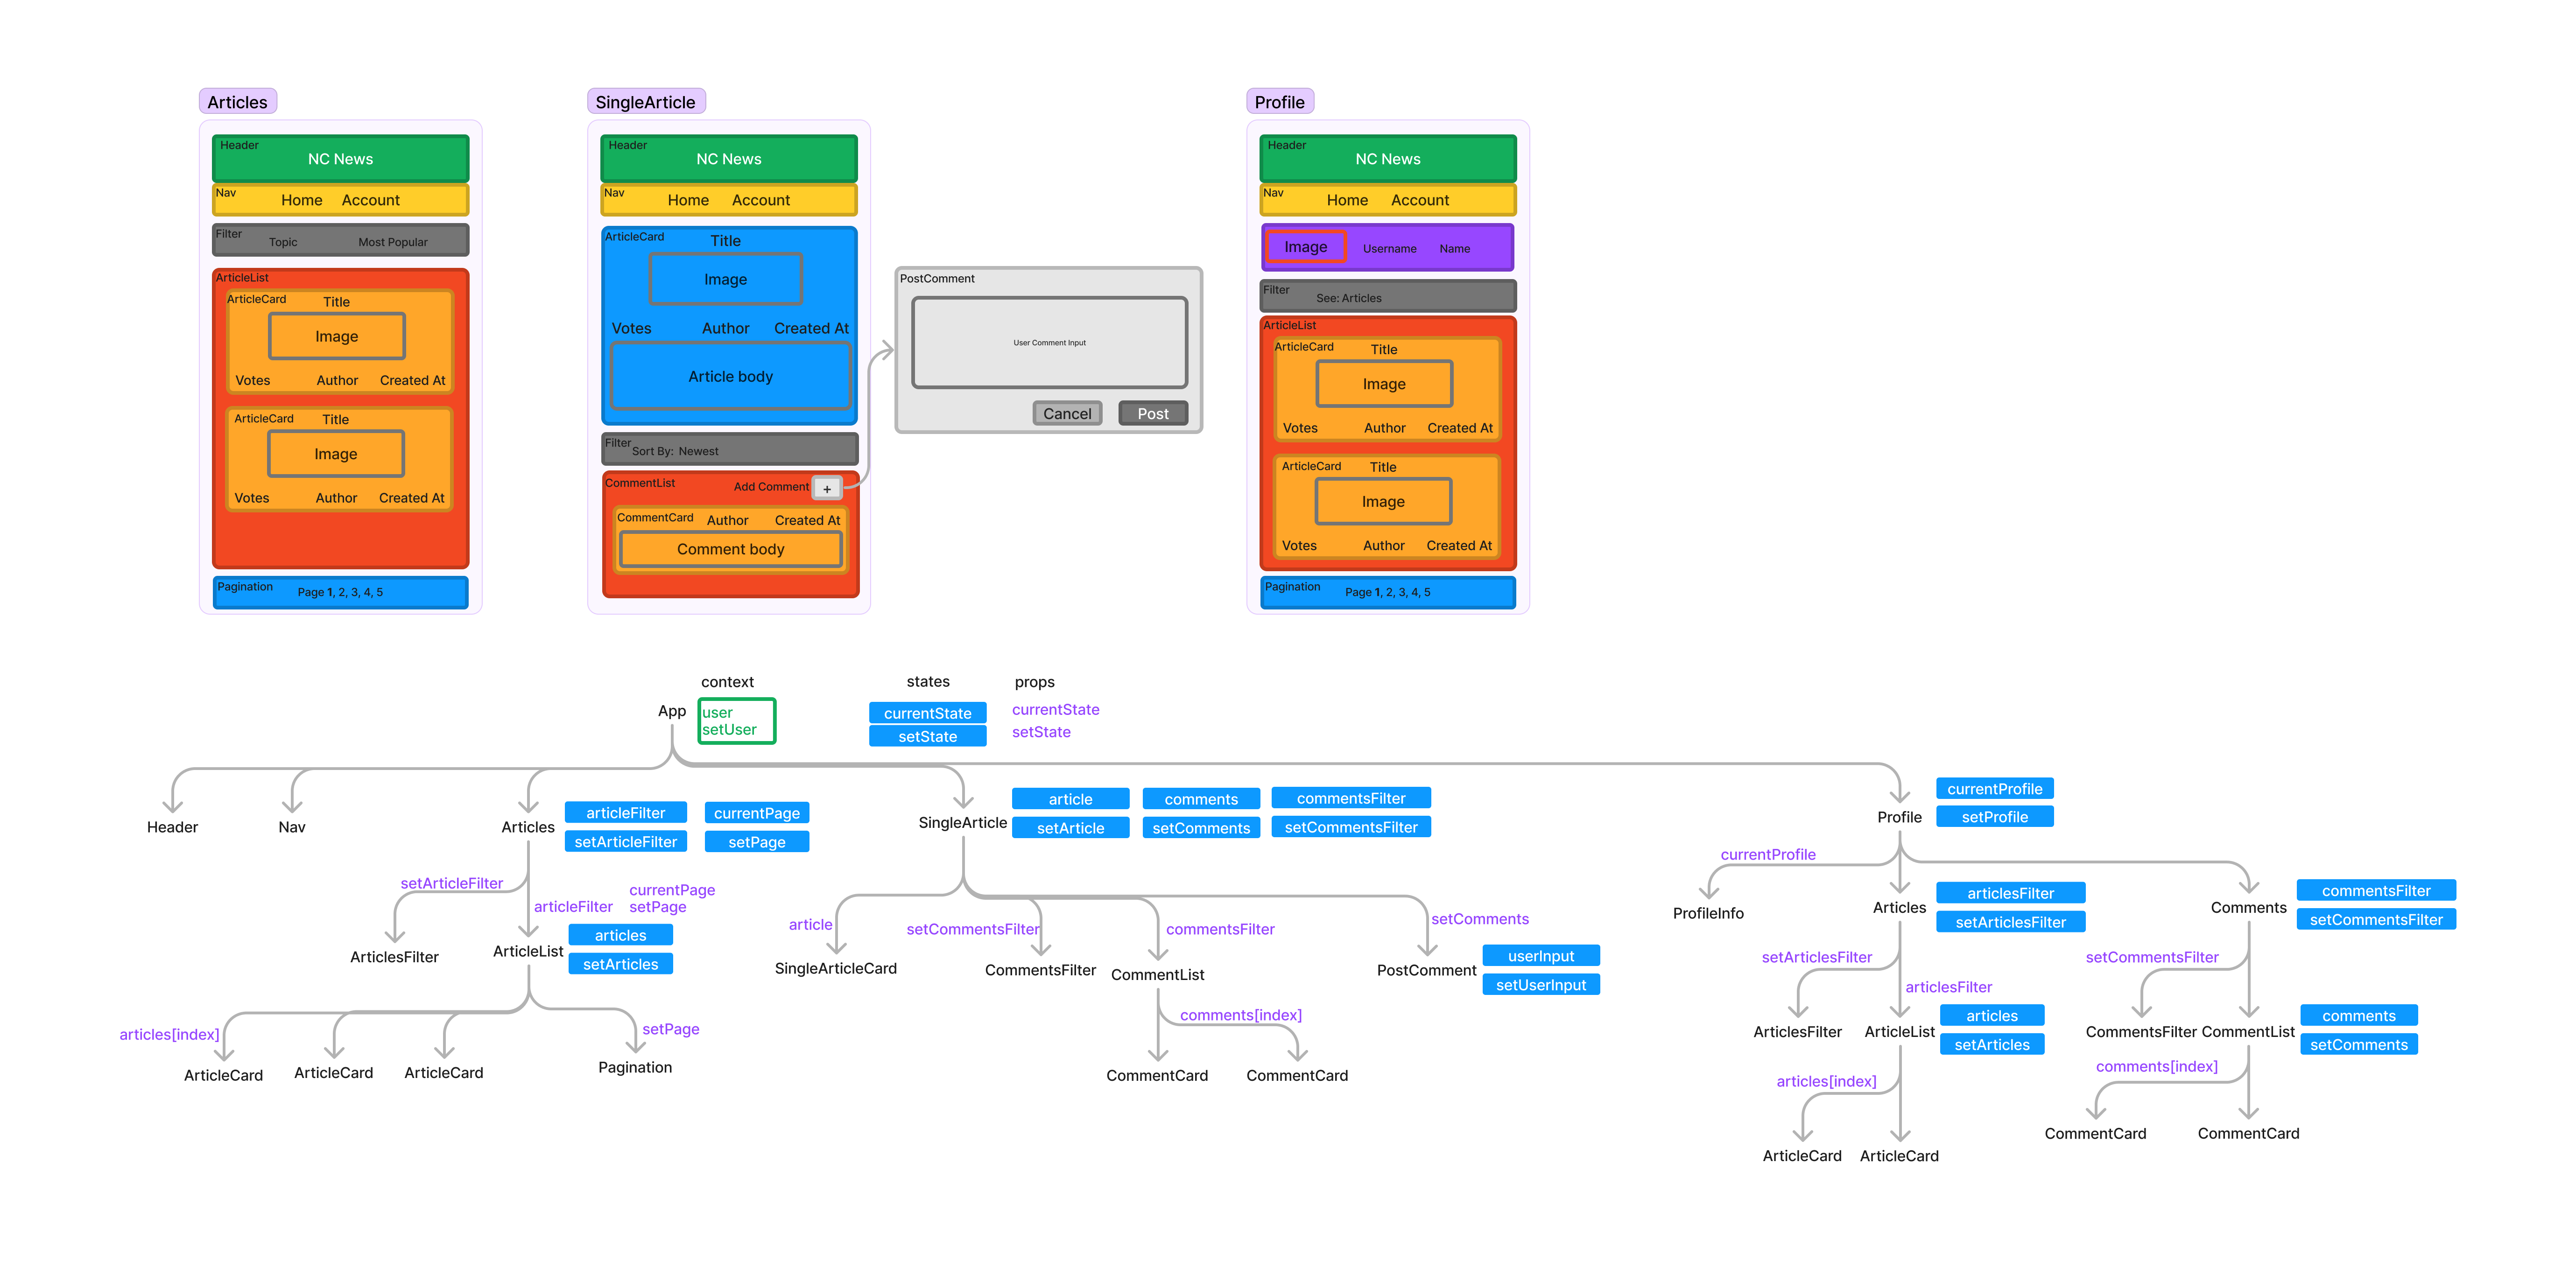 Articles
Header
NC News
Nav
Home Account
Filter
Topic Most Popular
ArticleList
ArticleCard Title
Image
Votes Author Created At
ArticleCard Title
Image
Votes Author Created At
Pagination
Page 1, 2, 3, 4, 5
SingleArticle
Header
NC News
Nav
Home Account
ArticleCard Title
Image
Votes Author Created At
Article body
Filter
Sort By: Newest
CommentList Add Comment +
CommentCard Author Created At
Comment body
PostComment
User Comment Input
Cancel Post
Profile
Header
NC News
Nav
Home Account
Image Username Name
Filter
See: Articles
ArticleList
ArticleCard Title
Image
Votes Author Created At
ArticleCard Title
Image
Votes Author Created At
Pagination
Page 1, 2, 3, 4, 5
context states props
App
user
setUser
currentState
setState
currentState
setState
Header
Nav
Articles
articleFilter currentPage
setArticleFilter setPage
setArticleFilter
articleFilter
currentPage
setPage
ArticlesFilter
ArticleList
articles
setArticles
articles[index]
setPage
ArticleCard ArticleCard ArticleCard Pagination
SingleArticle
article comments commentsFilter
setArticle setComments setCommentsFilter
article
setCommentsFilter
commentsFilter
setComments
SingleArticleCard
CommentsFilter
CommentList
PostComment
userInput
setUserInput
comments[index]
CommentCard CommentCard
Profile
currentProfile
setProfile
currentProfile
ProfileInfo
Articles
articlesFilter
setArticlesFilter
Comments
commentsFilter
setCommentsFilter
setArticlesFilter
articlesFilter
ArticlesFilter ArticleList
articles
setArticles
setCommentsFilter
CommentsFilter CommentList
comments
setComments
articles[index]
ArticleCard ArticleCard
comments[index]
CommentCard CommentCard